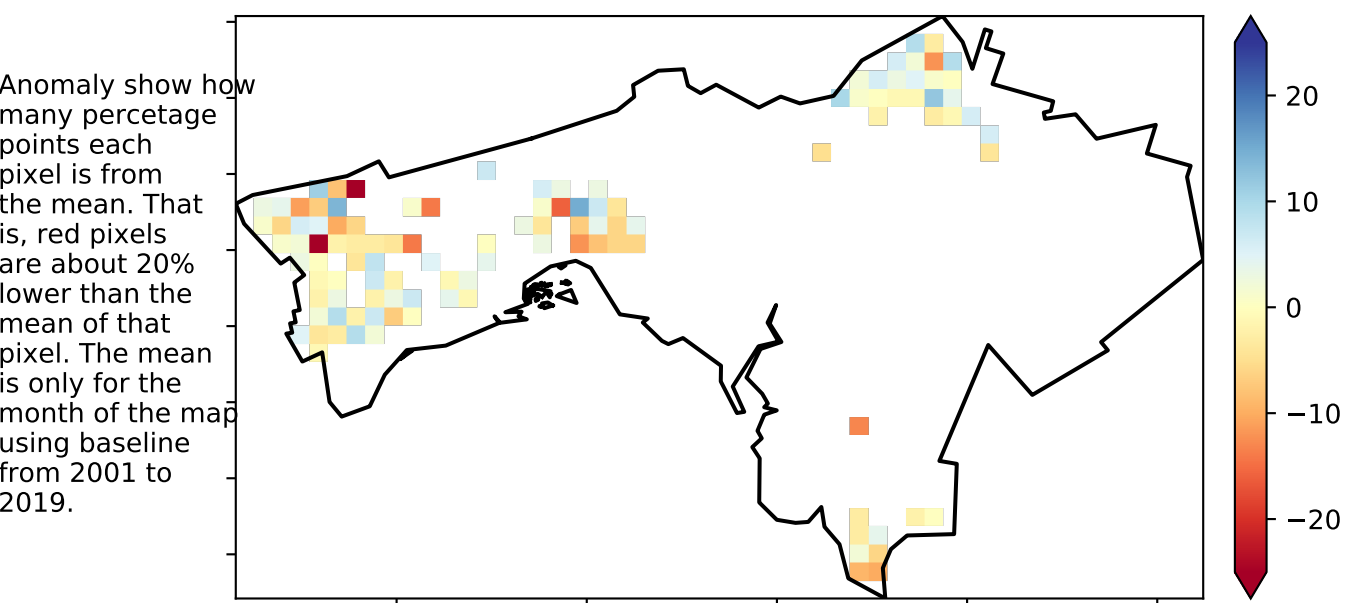 Anomaly show how
many percetage
points each
pixel is from
the mean. That
is, red pixels
are about 20%
lower than the
mean of that
pixel. The mean
is only for the
month of the map
using baseline
from 2001 to
2019.
20
10
0
−10
−20